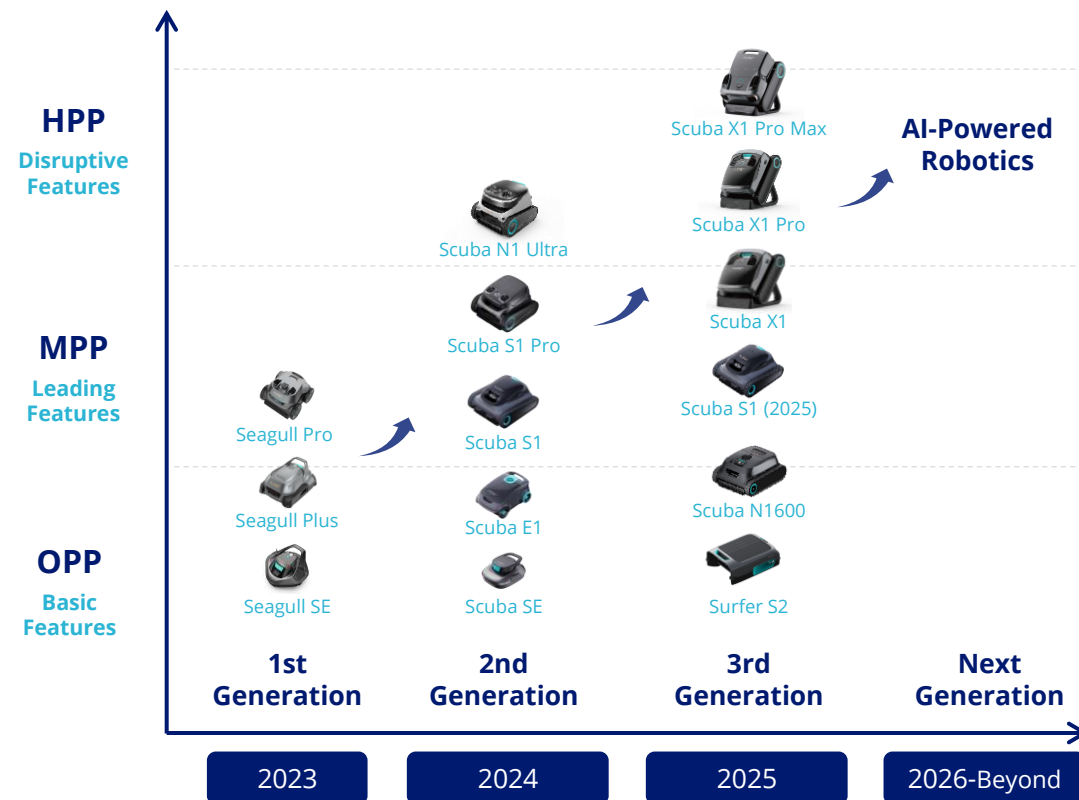 HPP
Disruptive
Features
MPP
Leading
Features
OPP
Basic
Features
Seagull Pro
Seagull Plus
Seagull SE
Scuba N1 Ultra
Scuba S1 Pro
Scuba S1
Scuba E1
Scuba SE
Scuba X1 Pro Max
Scuba X1 Pro
Scuba X1
Scuba S1 (2025)
Scuba N1600
Surfer S2
AI-Powered
Robotics
1st
Generation
2nd
Generation
3rd
Generation
Next
Generation
2023
2024
2025
2026-Beyond